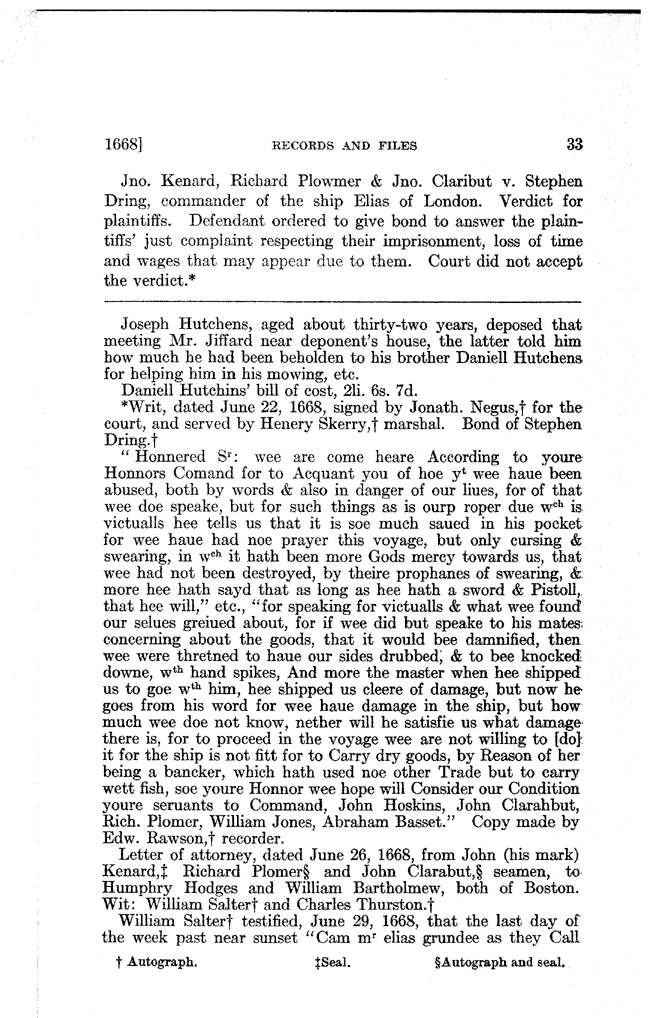 1668] RECORDS AND FILES 33
Jno. Kenard, Richard Plowmer & Jno. Claribut v. Stephen
Dring, commander of the ship Elias of London. Verdict for
plaintiffs. Defendant ordered to give bond to answer the plain-
tiffs' just complaint respecting their imprisonment, loss of time
and wages that may appear due to them. Court did not accept
the verdict.*
Joseph Hutchens, aged about thirty-two years, deposed that
meeting Mr. Jiffard near deponent's house, the latter told him
how much he had been beholden to his brother Daniell Hutchens
for helping him in his mowing, etc.
Daniell Hutchins' bill of cost, 2li. 6s. 7d.
*Writ, dated June 22, 1668, signed by Jonath. Negus,† for the
court, and served by Henery Skerry,† marshal. Bond of Stephen
Dring.†
"Honnered Sʳ: wee are come heare According to youre
Honnors Comand for to Acquant you of hoe yᵗ wee haue been
abused, both by words & also in danger of our liues, for of that
wee doe speake, but for such things as is ourp roper due wᶜʰ is
victualls hee tells us that it is soe much saued in his pocket
for wee haue had noe prayer this voyage, but only cursing &
swearing, in wᶜʰ it hath been more Gods mercy towards us, that
wee had not been destroyed, by theire prophanes of swearing, &
more hee hath sayd that as long as hee hath a sword & Pistoll,
that hee will," etc., "for speaking for victualls & what wee found
our selues greiued about, for if wee did but speake to his mates
concerning about the goods, that it would bee damnified, then
wee were thretned to haue our sides drubbed, & to bee knocked
downe, wᵗʰ hand spikes, And more the master when hee shipped
us to goe wᵗʰ him, hee shipped us cleere of damage, but now he
goes from his word for wee haue damage in the ship, but how
much wee doe not know, nether will he satisfie us what damage
there is, for to proceed in the voyage wee are not willing to [do]
it for the ship is not fitt for to Carry dry goods, by Reason of her
being a bancker, which hath used noe other Trade but to carry
wett fish, soe youre Honnor wee hope will Consider our Condition
youre seruants to Command, John Hoskins, John Clarahbut,
Rich. Plomer, William Jones, Abraham Basset." Copy made by
Edw. Rawson,† recorder.
Letter of attorney, dated June 26, 1668, from John (his mark)
Kenard,‡ Richard Plomer§ and John Clarabut,§ seamen, to
Humphry Hodges and William Bartholmew, both of Boston.
Wit: William Salter† and Charles Thurston.†
William Salter† testified, June 29, 1668, that the last day of
the week past near sunset "Cam mʳ elias grundee as they Call
† Autograph. ‡Seal. §Autograph and seal.